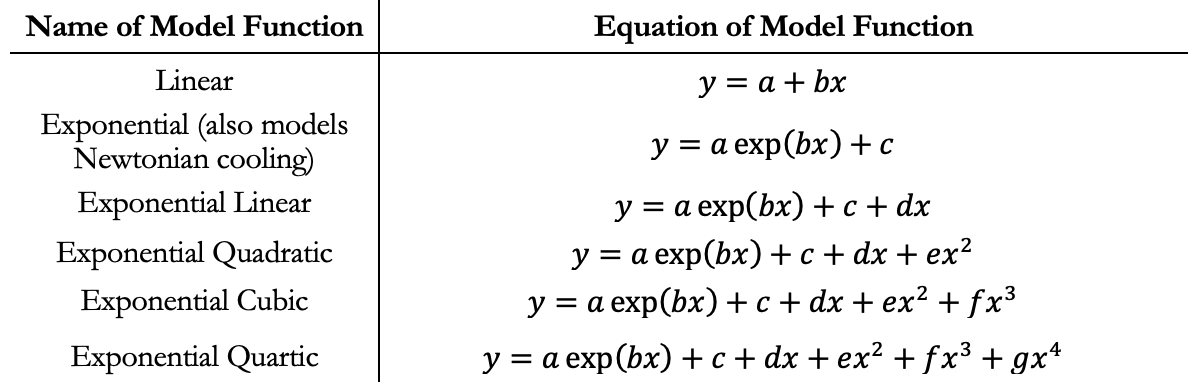 Name of Model Function Equation of Model Function
Linear y = a + bx
Exponential (also models
Newtonian cooling) y = a exp(bx) + c
Exponential Linear y = a exp(bx) + c + dx
Exponential Quadratic y = a exp(bx) + c + dx + ex²
Exponential Cubic y = a exp(bx) + c + dx + ex² + fx³
Exponential Quartic y = a exp(bx) + c + dx + ex² + fx³ + gx⁴